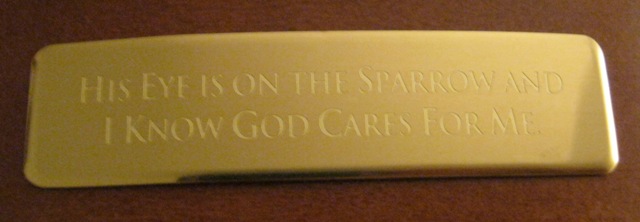 His Eye is on the Sparrow and
I Know God Cares For Me.